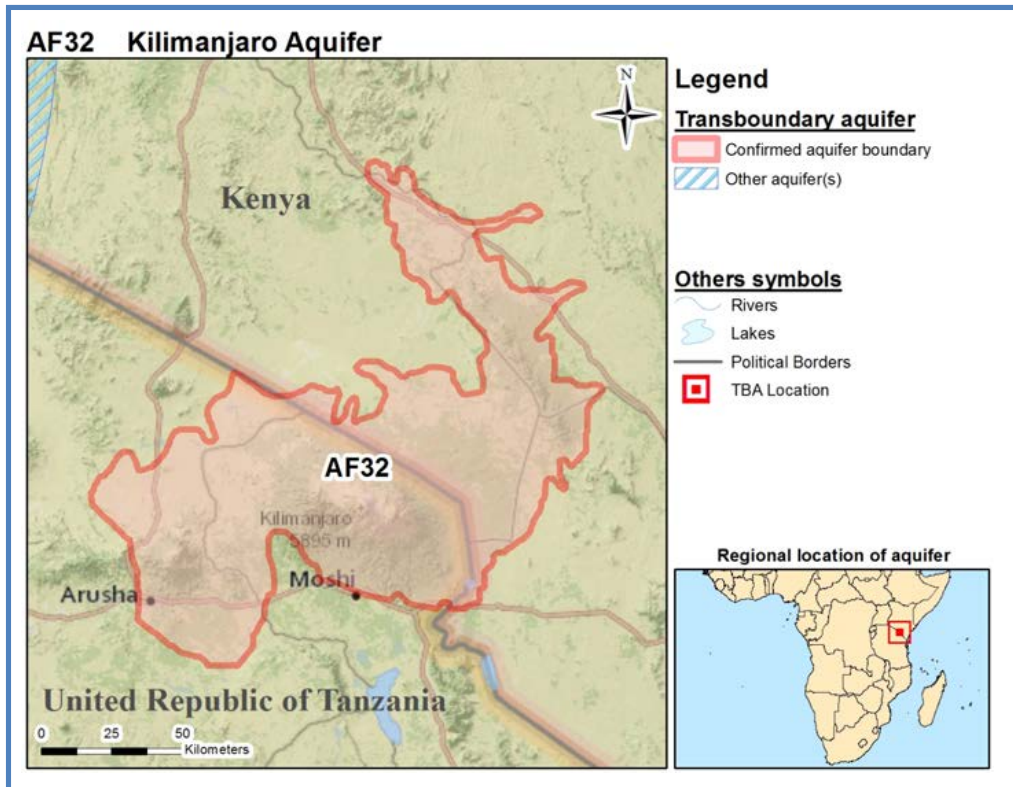 AF32 Kilimanjaro Aquifer
N
Kenya
AF32
Kilimanjaro
5895 m
Moshi
Arusha
United Republic of Tanzania
0 25 50
Kilometers
Legend
Transboundary aquifer
Confirmed aquifer boundary
Other aquifer(s)
Others symbols
Rivers
Lakes
Political Borders
TBA Location
Regional location of aquifer